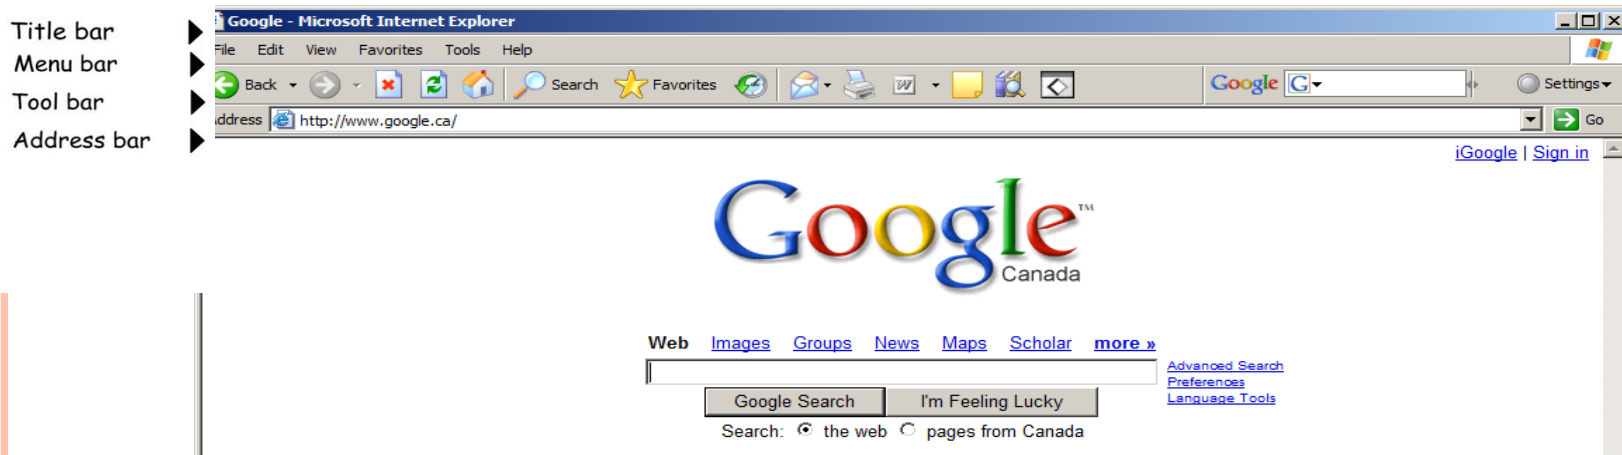 Title bar
Google - Microsoft Internet Explorer
Menu bar
File Edit View Favorites Tools Help
Tool bar
Back Search Favorites Google G Settings
Address bar
Address http://www.google.ca/ Go
iGoogle | Sign in
Google™
Canada
Web Images Groups News Maps Scholar more »
Advanced Search
Preferences
Language Tools
Google Search I'm Feeling Lucky
Search: the web pages from Canada